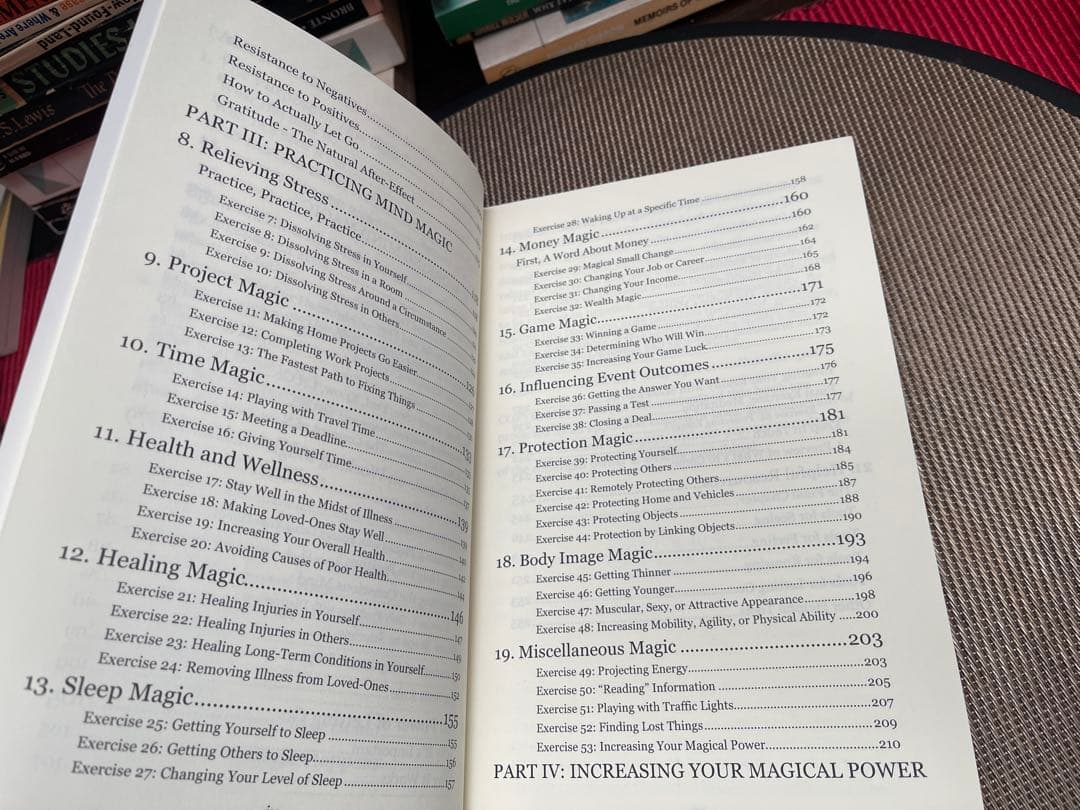 STUDIES
S. Lewis
BRONTE
MEMOIRS OF
Resistance to Negatives
Resistance to Positives
How to Actually Let Go
Gratitude - The Natural After-Effect
PART III: PRACTICING MIND MAGIC
8. Relieving Stress
Practice, Practice, Practice
Exercise 7: Dissolving Stress in Yourself
Exercise 8: Dissolving Stress in a Room
Exercise 9: Dissolving Stress Around a Circumstance
Exercise 10: Dissolving Stress in Others
9. Project Magic
Exercise 11: Making Home Projects Go Easier
Exercise 12: Completing Work Projects
Exercise 13: The Fastest Path to Fixing Things
10. Time Magic
Exercise 14: Playing with Travel Time
Exercise 15: Meeting a Deadline
Exercise 16: Giving Yourself Time
11. Health and Wellness 139
Exercise 17: Stay Well in the Midst of Illness
Exercise 18: Making Loved-Ones Stay Well
Exercise 19: Increasing Your Overall Health
Exercise 20: Avoiding Causes of Poor Health
12. Healing Magic 146
Exercise 21: Healing Injuries in Yourself 147
Exercise 22: Healing Injuries in Others 149
Exercise 23: Healing Long-Term Conditions in Yourself 150
Exercise 24: Removing Illness from Loved-Ones 152
13. Sleep Magic 155
Exercise 25: Getting Yourself to Sleep 155
Exercise 26: Getting Others to Sleep 156
Exercise 27: Changing Your Level of Sleep 157
Exercise 28: Waking Up at a Specific Time 158
14. Money Magic 160
First, A Word About Money 160
Exercise 29: Magical Small Change 162
Exercise 30: Changing Your Job or Career 164
Exercise 31: Changing Your Income 165
Exercise 32: Wealth Magic 168
15. Game Magic 171
Exercise 33: Winning a Game 172
Exercise 34: Determining Who Will Win 172
Exercise 35: Increasing Your Game Luck 173
16. Influencing Event Outcomes 175
Exercise 36: Getting the Answer You Want 176
Exercise 37: Passing a Test 177
Exercise 38: Closing a Deal 177
17. Protection Magic 181
Exercise 39: Protecting Yourself 181
Exercise 40: Protecting Others 184
Exercise 41: Remotely Protecting Others 185
Exercise 42: Protecting Home and Vehicles 187
Exercise 43: Protecting Objects 188
Exercise 44: Protection by Linking Objects 190
18. Body Image Magic 193
Exercise 45: Getting Thinner 194
Exercise 46: Getting Younger 196
Exercise 47: Muscular, Sexy, or Attractive Appearance 198
Exercise 48: Increasing Mobility, Agility, or Physical Ability 200
19. Miscellaneous Magic 203
Exercise 49: Projecting Energy 203
Exercise 50: “Reading” Information 205
Exercise 51: Playing with Traffic Lights 207
Exercise 52: Finding Lost Things 209
Exercise 53: Increasing Your Magical Power 210
PART IV: INCREASING YOUR MAGICAL POWER